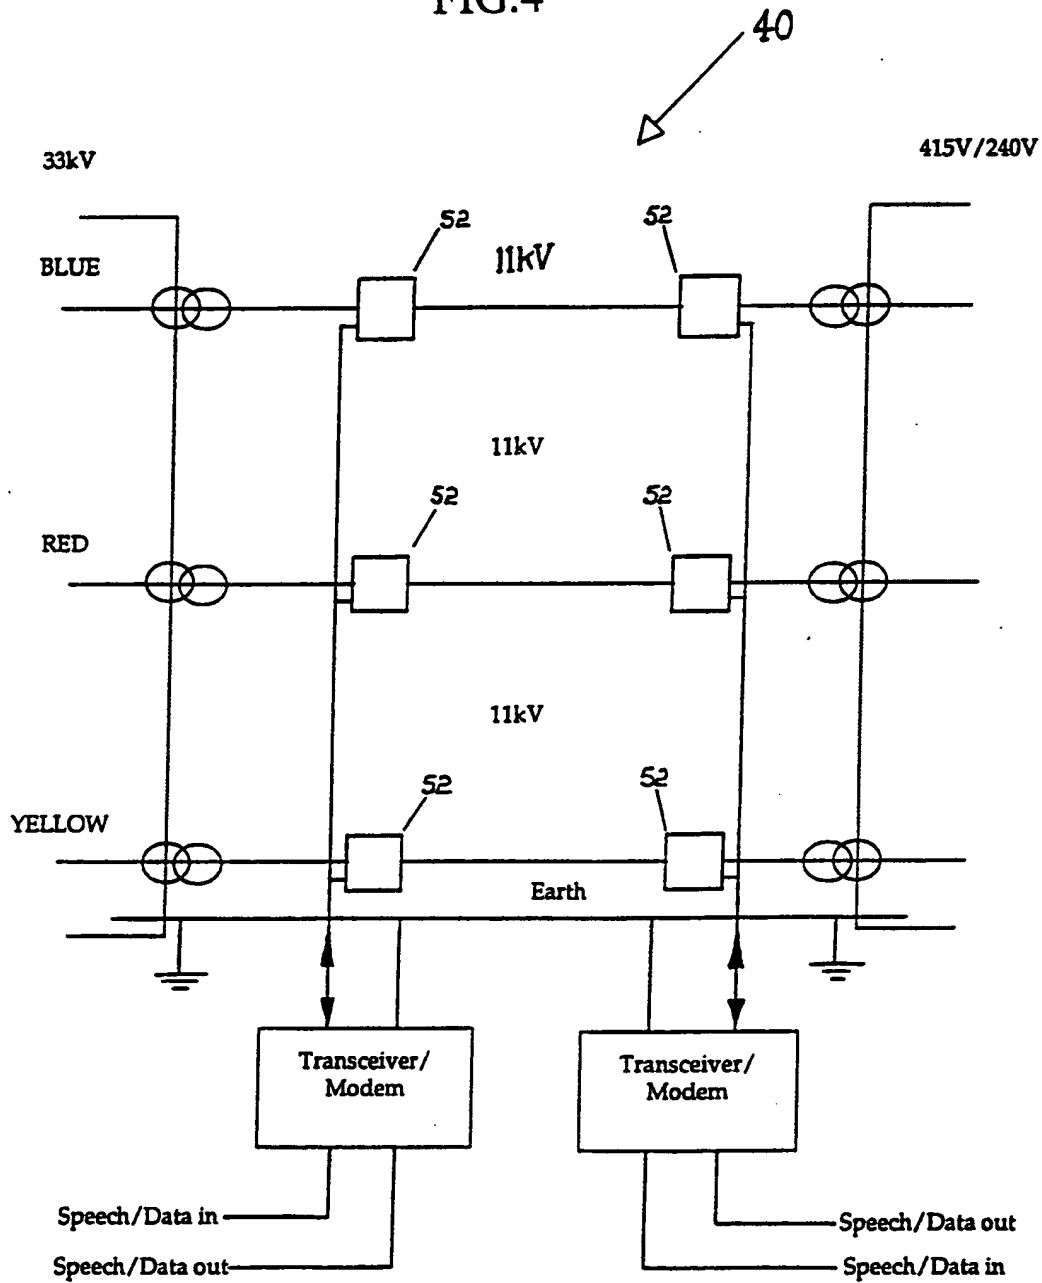 FIG.4
40
33kV
415V/240V
52
52
11kV
BLUE
11kV
52
52
RED
11kV
52
52
YELLOW
Earth
Transceiver/
Modem
Transceiver/
Modem
Speech/Data in
Speech/Data out
Speech/Data out
Speech/Data in